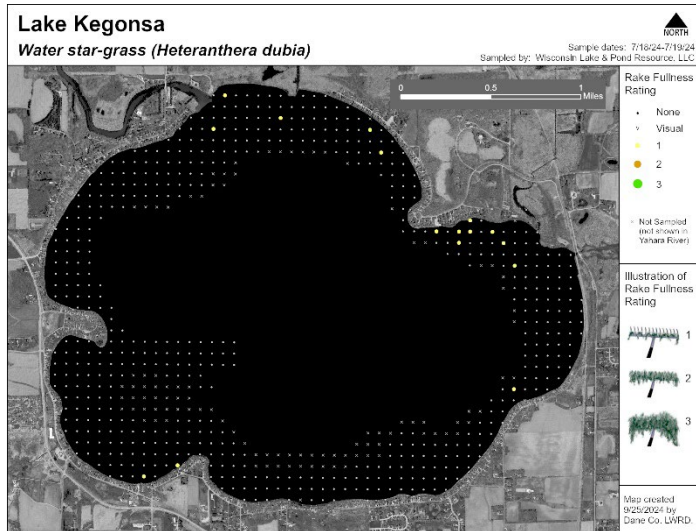 Lake Kegonsa
Water star-grass (Heteranthera dubia)
NORTH
Sample dates: 7/18/24-7/19/24
Sampled by: Wisconsin Lake & Pond Resource, LLC
0 0.5 1
Miles
Rake Fullness
Rating
None
Visual
1
2
3
Not Sampled
(not shown in
Yahara River)
Illustration of
Rake Fullness
Rating
1
2
3
Map created
9/25/2024 by
Dane Co. LWRD